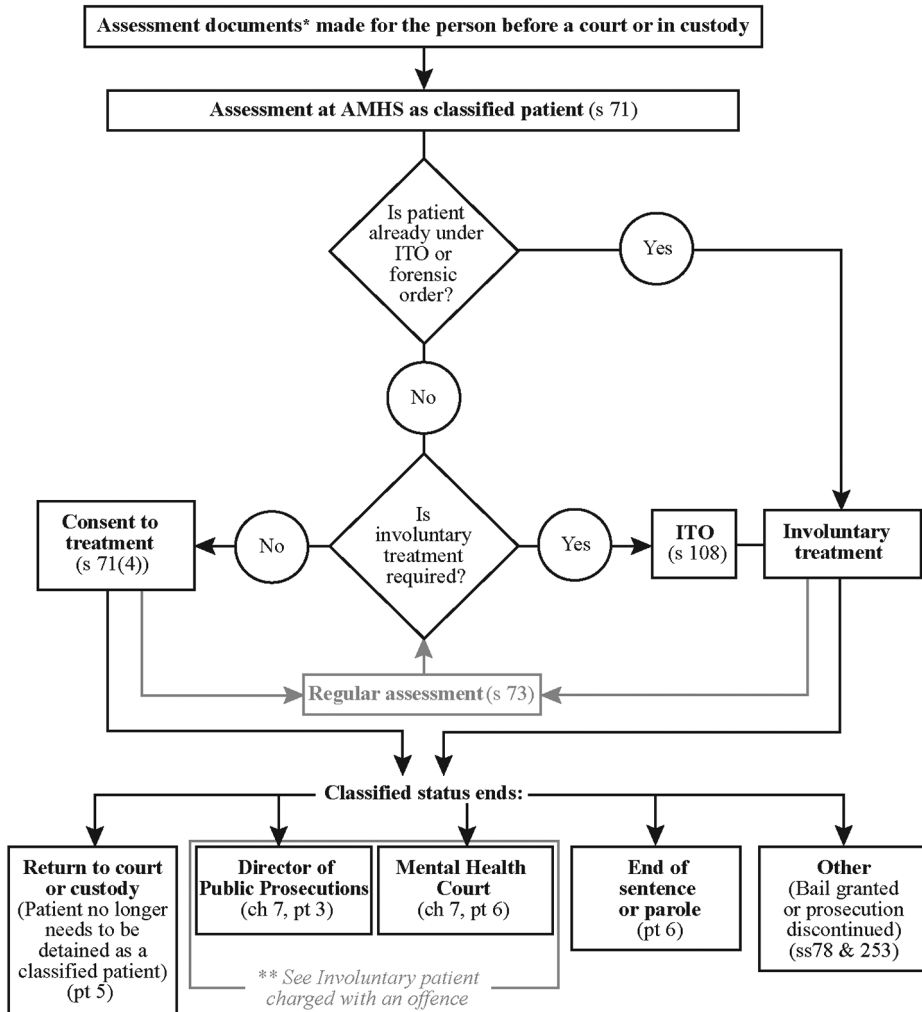 Assessment documents* made for the person before a court or in custody
Assessment at AMHS as classified patient (s 71)
Is patient
already under
ITO or
forensic
order?
Yes
No
Consent to
treatment
(s 71(4))
No
Is
involuntary
treatment
required?
Yes
ITO
(s 108)
Involuntary
treatment
Regular assessment (s 73)
Classified status ends:
Return to court
or custody
(Patient no longer
needs to be
detained as a
classified patient)
(pt 5)
Director of
Public Prosecutions
(ch 7, pt 3)
Mental Health
Court
(ch 7, pt 6)
End of
sentence
or parole
(pt 6)
Other
(Bail granted
or prosecution
discontinued)
(ss78 & 253)
** See Involuntary patient
charged with an offence